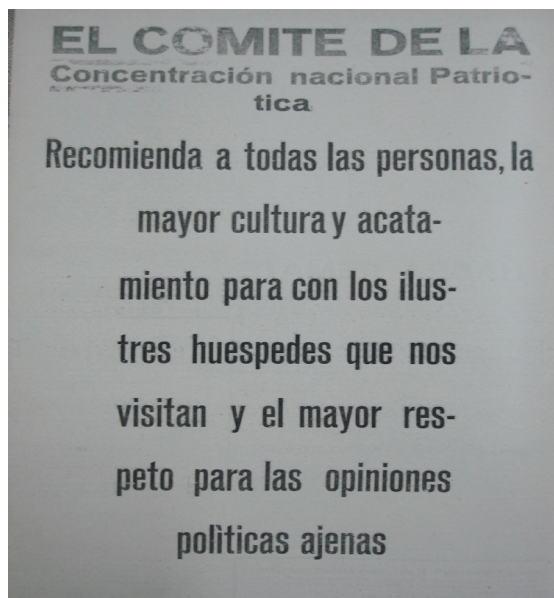 EL COMITE DE LA
Concentración nacional Patrio-
tica
Recomienda a todas las personas, la
mayor cultura y acata-
miento para con los ilus-
tres huespedes que nos
visitan y el mayor res-
peto para las opiniones
polìticas ajenas